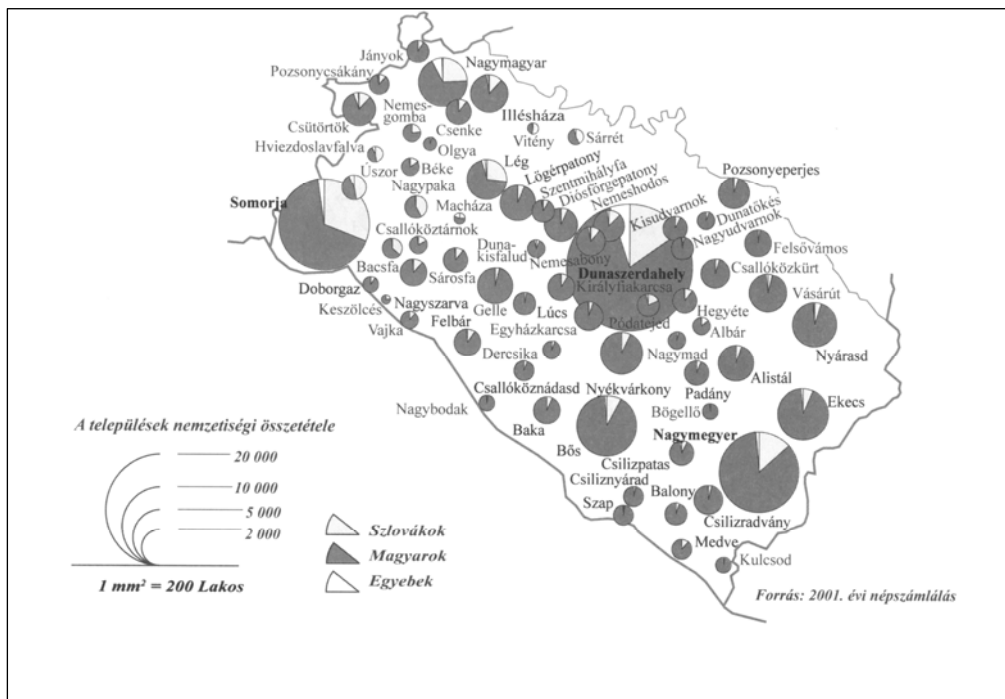 Jányok
Nagymagyar
Pozsonycsákány
Illésháza
Nemes-
gomba
Csenke
Vitény
Sárrét
Csütörtök
Olgya
Hviezdoslavfalva
Béke
Lég
Úszor
Nagypaka
Lögérpatony
Szentmihályfa
Diósförgepatony
Nemeshodos
Pozsonyeperjes
Somorja
Macháza
Kisudvarnok
Dunatőkés
Nagyudvarnok
Csallóköztárnok
Duna-
kisfalud
Nemesabony
Felsővámos
Bacsfa
Sárosfa
Dunaszerdahely
Csallóközkürt
Doborgaz
Nagyszarva
Gelle
Királyfiakarcsa
Vásárút
Keszölcés
Lúcs
Pódatejed
Hegyéte
Vajka
Felbár
Egyházkarcsa
Albár
Nyárasd
Dercsika
Nagymad
Alistál
Csallóköznádasd
Nyékvárkony
Padány
Ekecs
Nagybodak
Baka
Bögellő
Bős
Nagymegyer
Csilizpatas
Csiliznyárad
Balony
Szap
Csilizradvány
Medve
Kulcsod
A települések nemzetiségi összetétele
20 000
10 000
5 000
2 000
1 mm² = 200 Lakos
Szlovákok
Magyarok
Egyebek
Forrás: 2001. évi népszámlálás